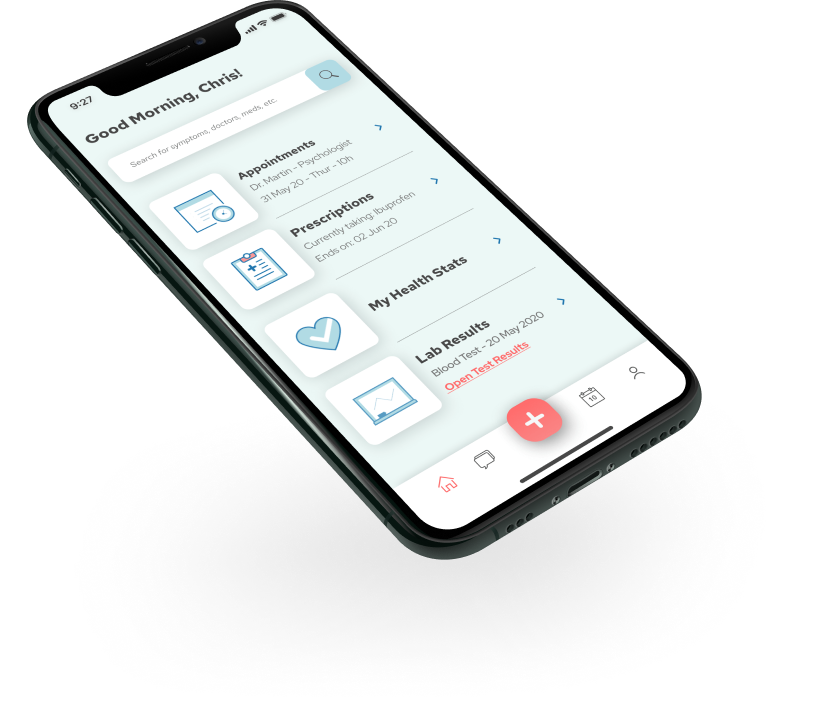 9:27
Good Morning, Chris!
Search for symptoms, doctors, meds, etc.
Appointments
Dr. Martin - Psychologist
31 May 20 - Thur - 10h
Prescriptions
Currently taking: Ibuprofen
Ends on: 02 Jun 20
My Health Stats
Lab Results
Blood Test - 20 May 2020
Open Test Results
10